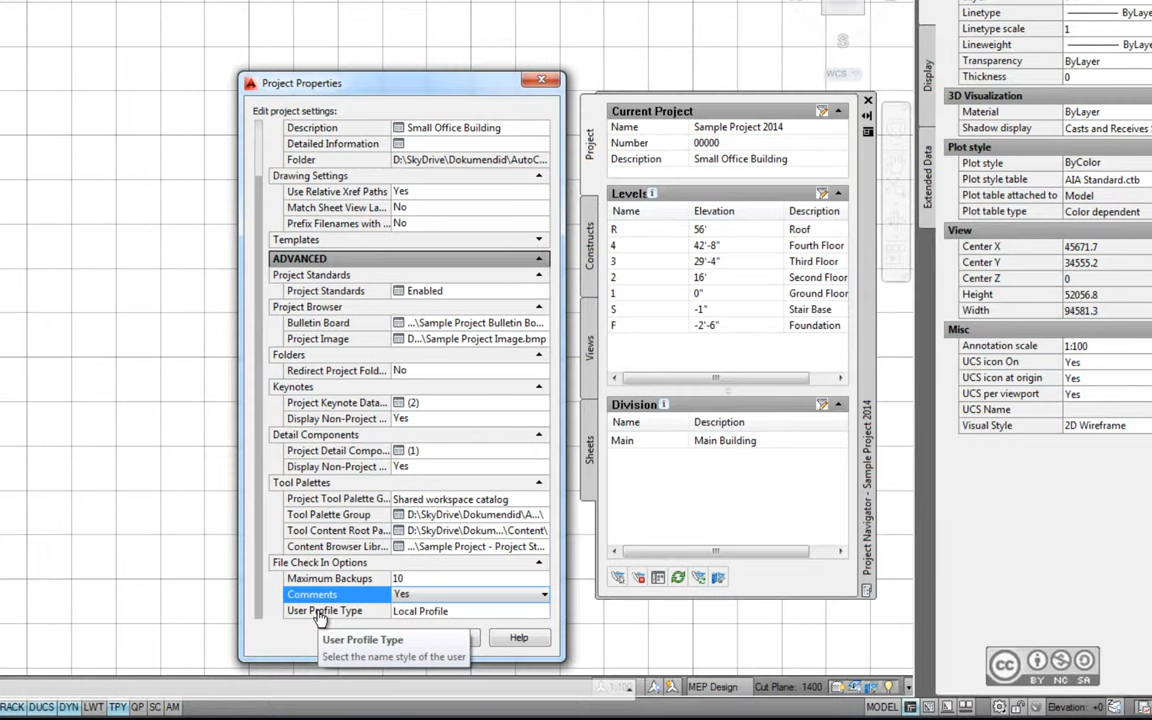 Project Properties
Edit project settings:
Description Small Office Building
Detailed Information
Folder D:\SkyDrive\Dokumendid\AutoC...
Drawing Settings
Use Relative Xref Paths Yes
Match Sheet View La... No
Prefix Filenames with ... No
Templates
ADVANCED
Project Standards
Project Standards Enabled
Project Browser
Bulletin Board ...\Sample Project Bulletin Bo...
Project Image D...\Sample Project Image.bmp
Folders
Redirect Project Fold... No
Keynotes
Project Keynote Data... (2)
Display Non-Project ... Yes
Detail Components
Project Detail Compo... (1)
Display Non-Project ... Yes
Tool Palettes
Project Tool Palette G... Shared workspace catalog
Tool Palette Group D:\SkyDrive\Dokumendid\A...\
Tool Content Root Pa... D:\SkyDrive\Dokum...\Content\
Content Browser Libr... ...\Sample Project - Project St...
File Check In Options
Maximum Backups 10
Comments Yes
User Profile Type Local Profile
Help
User Profile Type
Select the name style of the user
S
WCS
Project
Constructs
Views
Sheets
Current Project
Name Sample Project 2014
Number 00000
Description Small Office Building
Levels
Name Elevation Description
R 56' Roof
4 42'-8" Fourth Floor
3 29'-4" Third Floor
2 16' Second Floor
1 0" Ground Floor
S -1" Stair Base
F -2'-6" Foundation
Division
Name Description
Main Main Building
Project Navigator - Sample Project 2014
Display
Extended Data
Linetype ByLaye
Linetype scale 1
Lineweight ByLaye
Transparency ByLayer
Thickness 0
3D Visualization
Material ByLayer
Shadow display Casts and Receives
Plot style
Plot style ByColor
Plot style table AIA Standard.ctb
Plot table attached to Model
Plot table type Color dependent
View
Center X 45671.7
Center Y 34555.2
Center Z 0
Height 52056.8
Width 94581.3
Misc
Annotation scale 1:100
UCS icon On Yes
UCS icon at origin Yes
UCS per viewport Yes
UCS Name
Visual Style 2D Wireframe
cc
BY NC SA
1:100 MEP Design Cut Plane: 1400
RACK DUCS DYN LWT TPY QP SC AM MODEL Elevation: +0